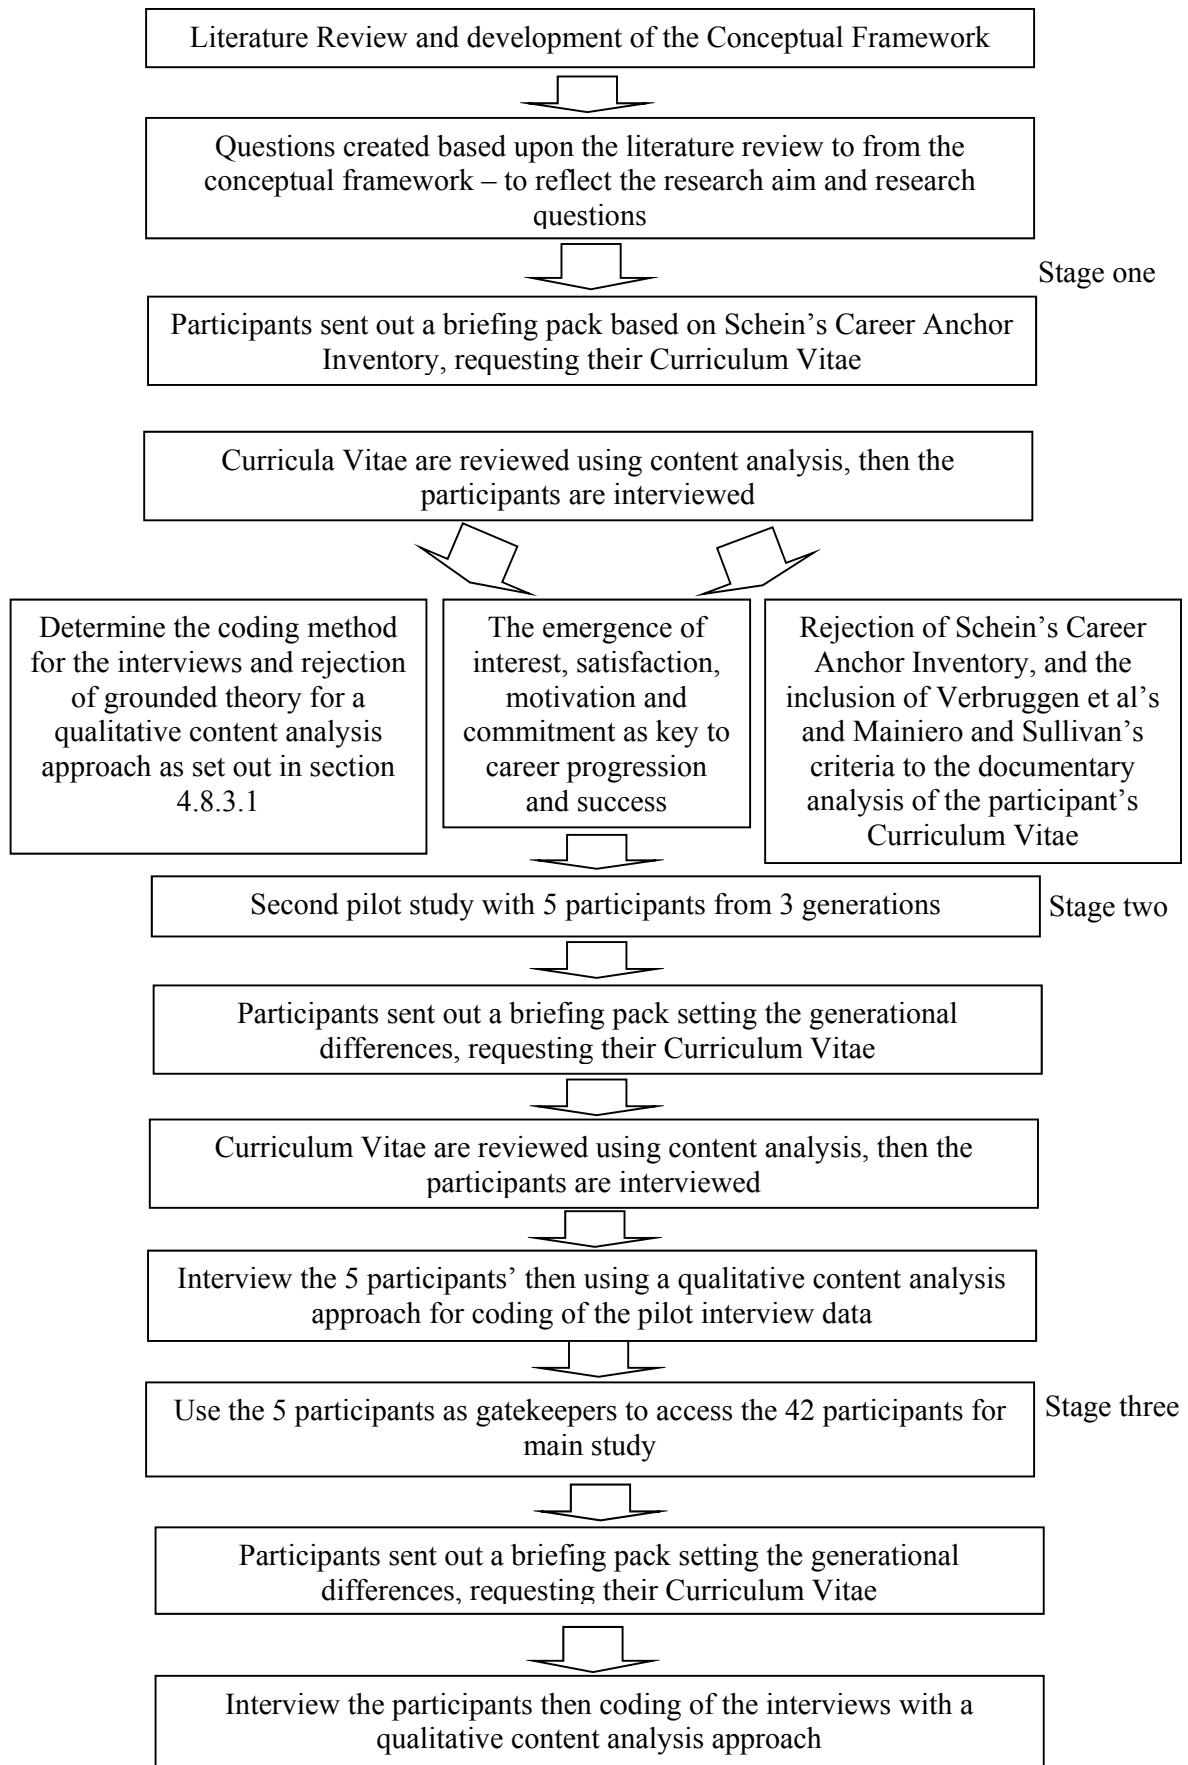 Literature Review and development of the Conceptual Framework
Questions created based upon the literature review to from the
conceptual framework – to reflect the research aim and research
questions
Stage one
Participants sent out a briefing pack based on Schein’s Career Anchor
Inventory, requesting their Curriculum Vitae
Curricula Vitae are reviewed using content analysis, then the
participants are interviewed
Determine the coding method
for the interviews and rejection
of grounded theory for a
qualitative content analysis
approach as set out in section
4.8.3.1
The emergence of
interest, satisfaction,
motivation and
commitment as key to
career progression
and success
Rejection of Schein’s Career
Anchor Inventory, and the
inclusion of Verbruggen et al’s
and Mainiero and Sullivan’s
criteria to the documentary
analysis of the participant’s
Curriculum Vitae
Second pilot study with 5 participants from 3 generations
Stage two
Participants sent out a briefing pack setting the generational
differences, requesting their Curriculum Vitae
Curriculum Vitae are reviewed using content analysis, then the
participants are interviewed
Interview the 5 participants’ then using a qualitative content analysis
approach for coding of the pilot interview data
Use the 5 participants as gatekeepers to access the 42 participants for
main study
Stage three
Participants sent out a briefing pack setting the generational
differences, requesting their Curriculum Vitae
Interview the participants then coding of the interviews with a
qualitative content analysis approach